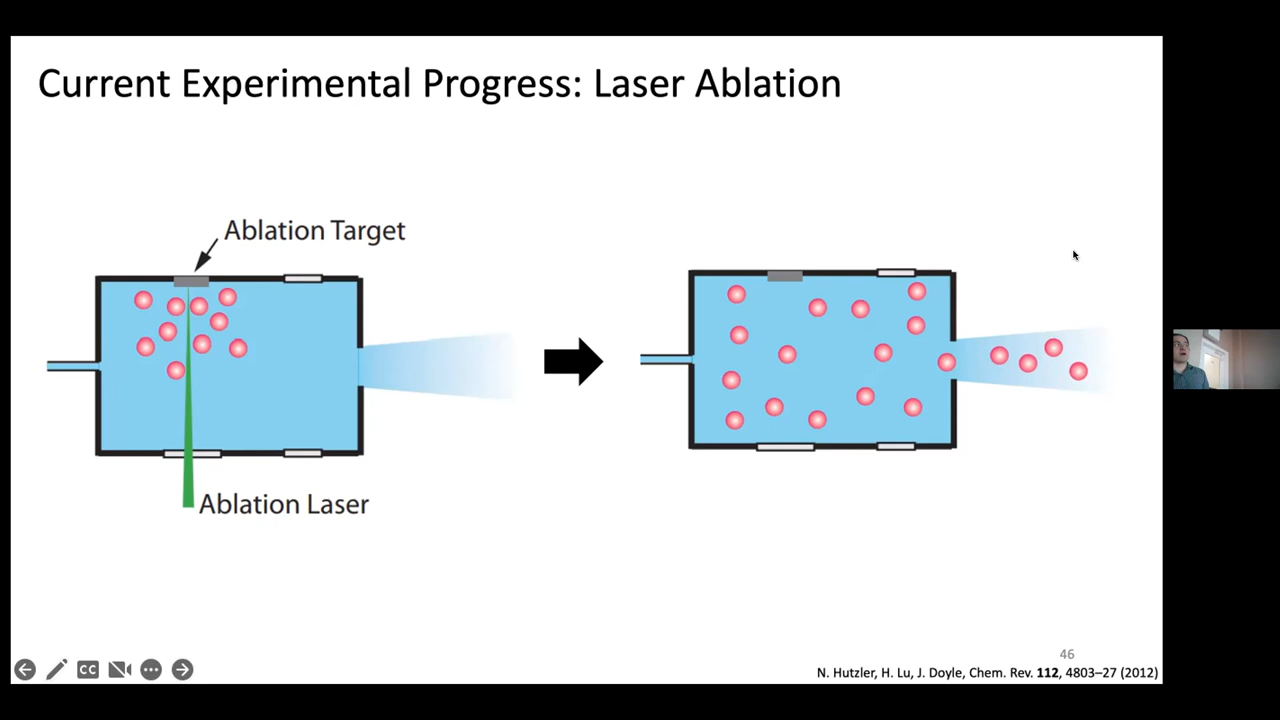 Current Experimental Progress: Laser Ablation
Ablation Target
Ablation Laser
CC
46
N. Hutzler, H. Lu, J. Doyle, Chem. Rev. 112, 4803–27 (2012)